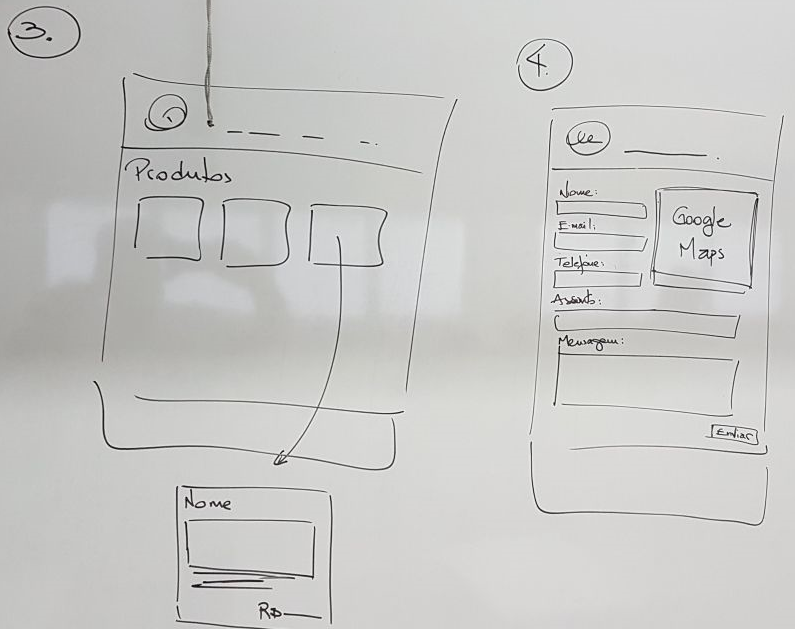 3.
Produtos
Nome
R$
4.
Nome:
E-mail:
Telefone:
Assunto:
Mensagem:
Google
Maps
Enviar